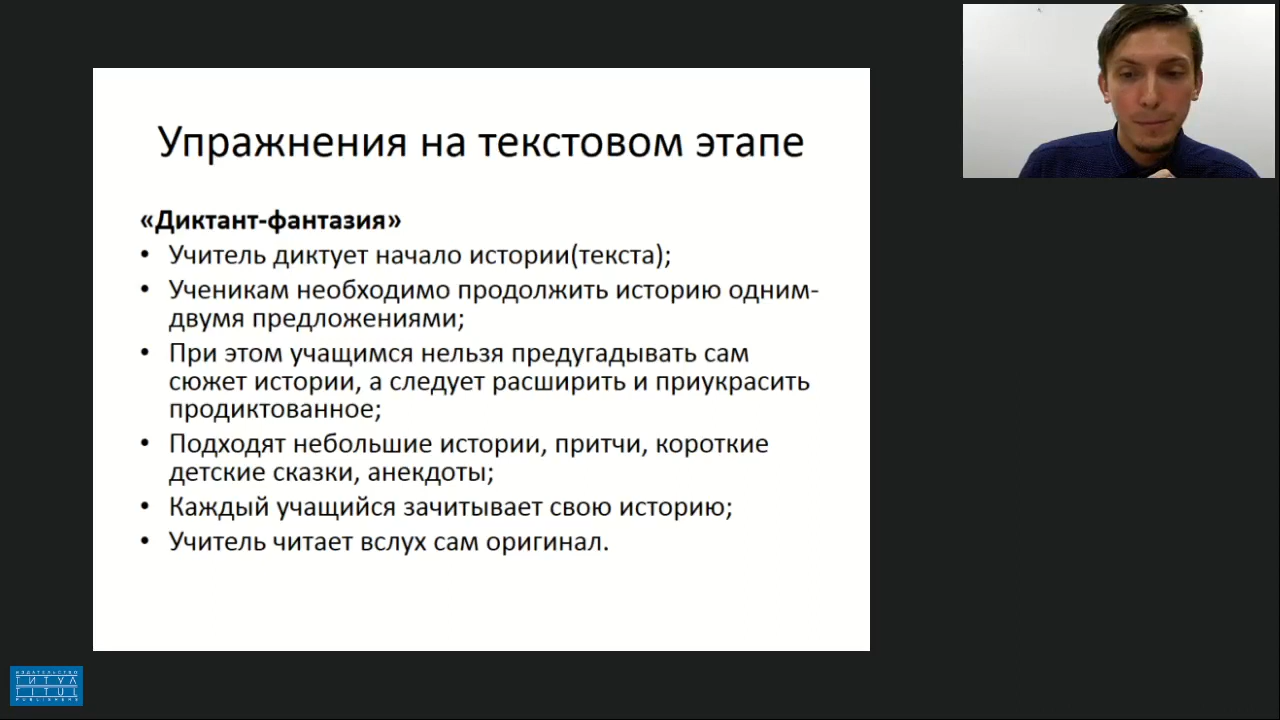 Упражнения на текстовом этапе
«Диктант-фантазия»
• Учитель диктует начало истории(текста);
• Ученикам необходимо продолжить историю одним-
двумя предложениями;
• При этом учащимся нельзя предугадывать сам
сюжет истории, а следует расширить и приукрасить
продиктованное;
• Подходят небольшие истории, притчи, короткие
детские сказки, анекдоты;
• Каждый учащийся зачитывает свою историю;
• Учитель читает вслух сам оригинал.
ИЗДАТЕЛЬСТВО
ТИТУЛ
TITUL
PUBLISHERS